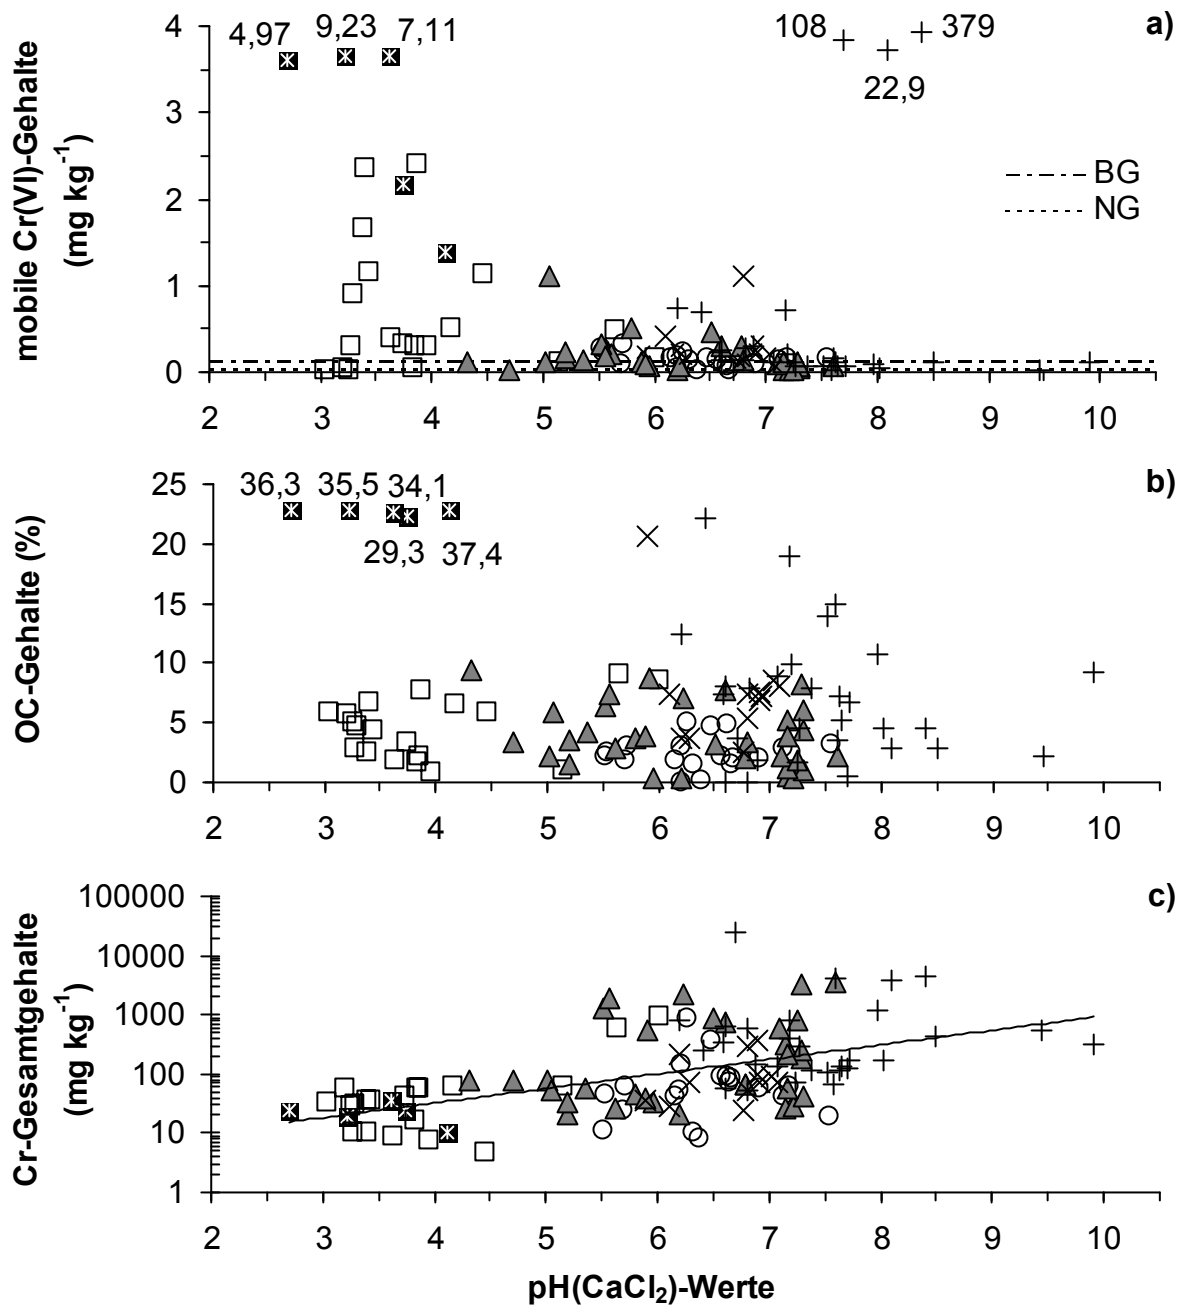 mobile Cr(VI)-Gehalte
(mg kg⁻¹)
a)
4,97
9,23
7,11
108
379
22,9
BG
NG
4
3
2
1
0
2 3 4 5 6 7 8 9 10
OC-Gehalte (%)
b)
36,3
35,5
34,1
29,3
37,4
25
20
15
10
5
0
2 3 4 5 6 7 8 9 10
Cr-Gesamtgehalte
(mg kg⁻¹)
c)
100000
10000
1000
100
10
1
2 3 4 5 6 7 8 9 10
pH(CaCl₂)-Werte